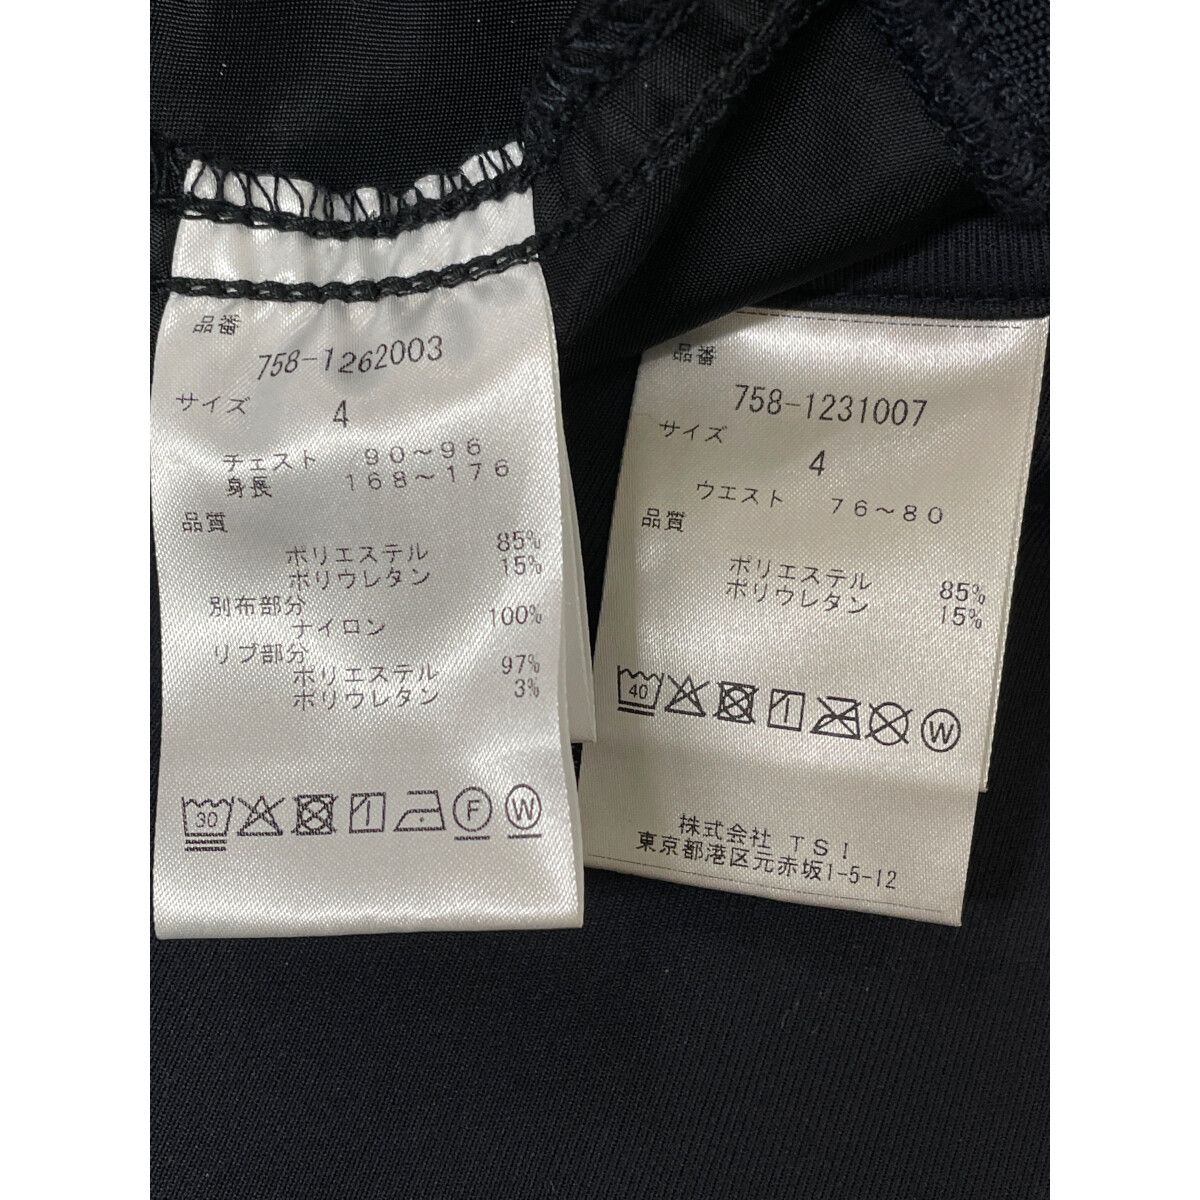 品番
758-1262003
サイズ
4
チェスト 90~96
身長 168~176
品質
ポリエステル 85%
ポリウレタン 15%
別布部分
ナイロン 100%
リブ部分
ポリエステル 97%
ポリウレタン 3%
30 F W
品番
758-1231007
サイズ
4
ウエスト 76~80
品質
ポリエステル 85%
ポリウレタン 15%
40 W
株式会社 TSI
東京都港区元赤坂1-5-12